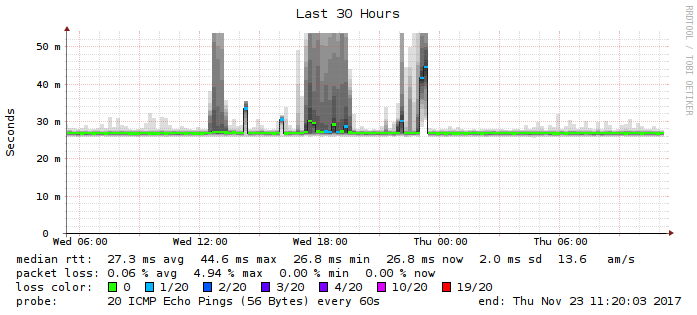 Last 30 Hours
RRDTOOL / TOBI OETIKER
Seconds
50 m
40 m
30 m
20 m
10 m
0
Wed 06:00 Wed 12:00 Wed 18:00 Thu 00:00 Thu 06:00
median rtt: 27.3 ms avg 44.6 ms max 26.8 ms min 26.8 ms now 2.0 ms sd 13.6 am/s
packet loss: 0.06 % avg 4.94 % max 0.00 % min 0.00 % now
loss color: 0 1/20 2/20 3/20 4/20 10/20 19/20
probe: 20 ICMP Echo Pings (56 Bytes) every 60s end: Thu Nov 23 11:20:03 2017